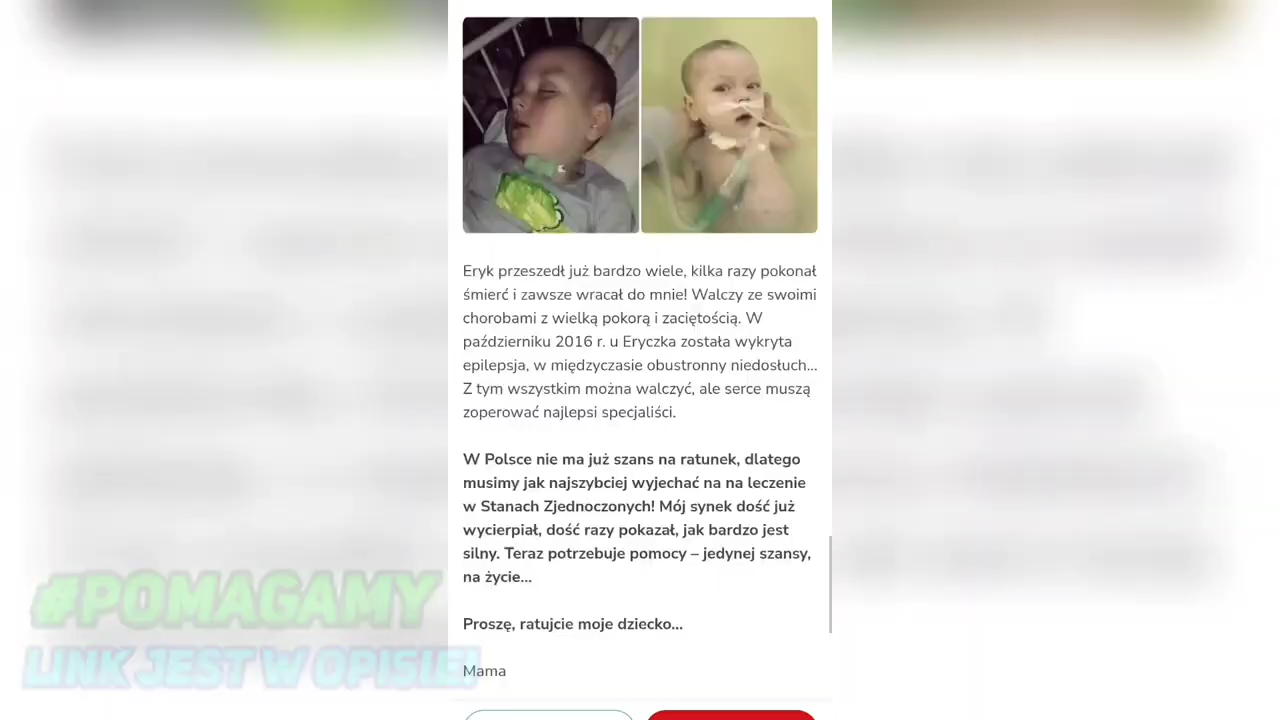 Eryk przeszedł już bardzo wiele, kilka razy pokonał
śmierć i zawsze wracał do mnie! Walczy ze swoimi
chorobami z wielką pokorą i zaciętością. W
październiku 2016 r. u Eryczka została wykryta
epilepsja, w międzyczasie obustronny niedosłuch...
Z tym wszystkim można walczyć, ale serce muszą
zoperować najlepsi specjaliści.
W Polsce nie ma już szans na ratunek, dlatego
musimy jak najszybciej wyjechać na na leczenie
w Stanach Zjednoczonych! Mój synek dość już
wycierpiał, dość razy pokazał, jak bardzo jest
silny. Teraz potrzebuje pomocy – jedynej szansy,
na życie...
Proszę, ratujcie moje dziecko...
Mama
#POMAGAMY
LINK JEST W OPISIE!